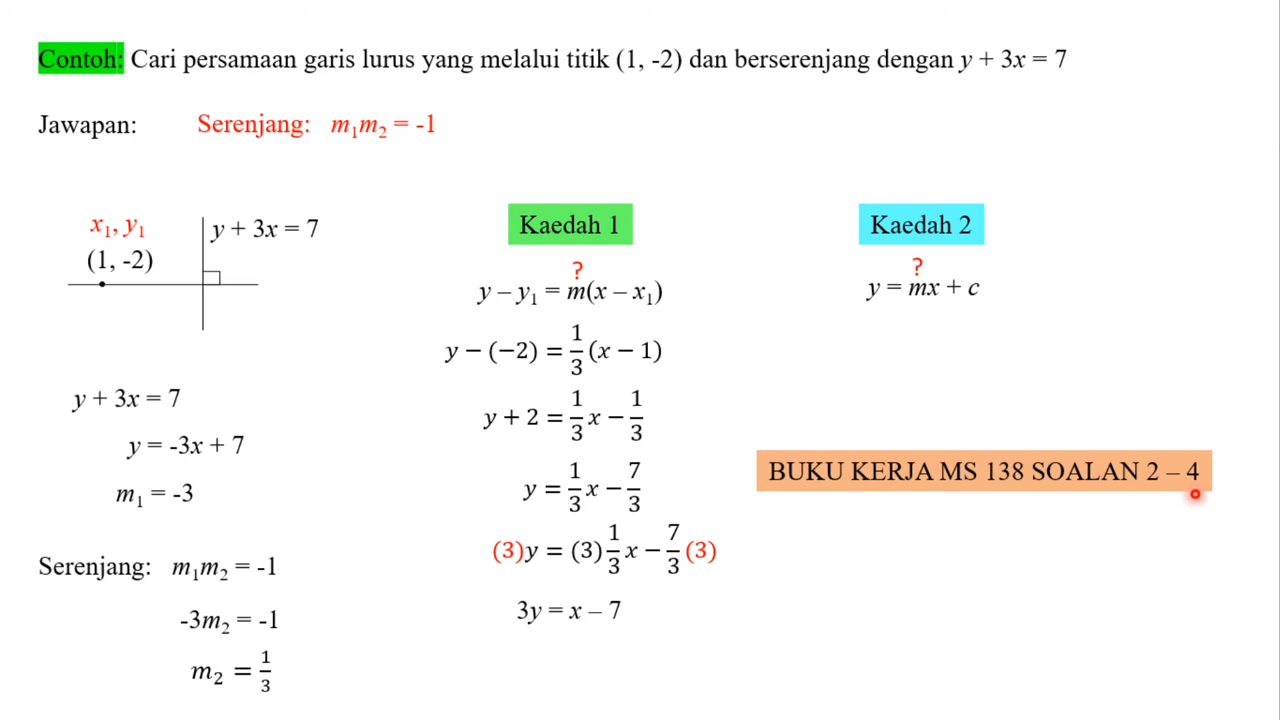 Contoh: Cari persamaan garis lurus yang melalui titik (1, -2) dan berserenjang dengan y + 3x = 7
Jawapan: Serenjang: m₁m₂ = -1
x₁, y₁
(1, -2)
y + 3x = 7
y + 3x = 7
y = -3x + 7
m₁ = -3
Serenjang: m₁m₂ = -1
-3m₂ = -1
m₂ = 1/3
Kaedah 1
?
y – y₁ = m(x – x₁)
y − (−2) = 1/3 (x − 1)
y + 2 = 1/3 x − 1/3
y = 1/3 x − 7/3
(3)y = (3) 1/3 x − 7/3 (3)
3y = x – 7
Kaedah 2
?
y = mx + c
BUKU KERJA MS 138 SOALAN 2 – 4